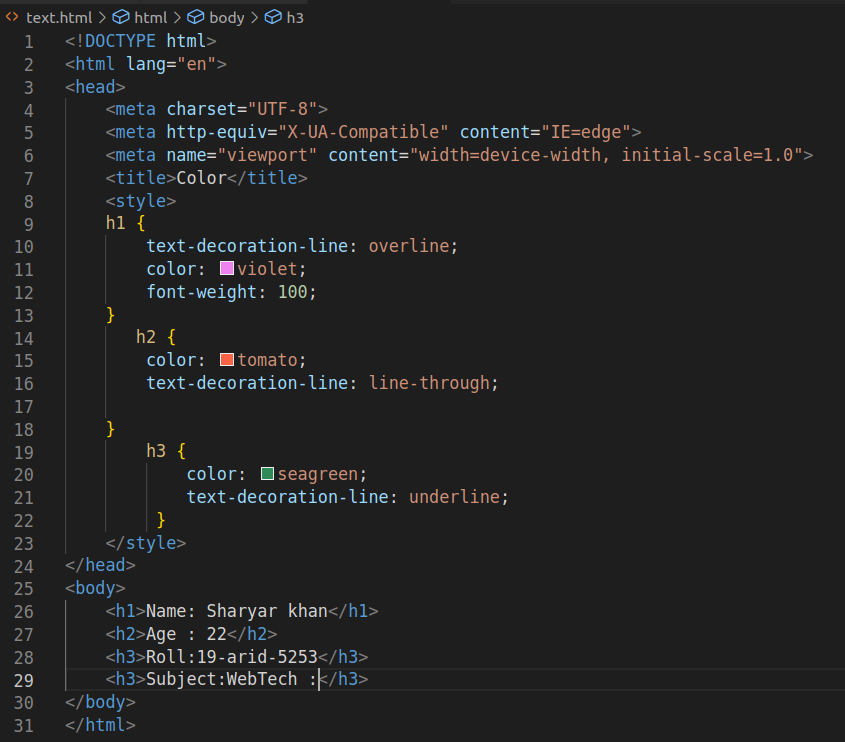 text.html > html > body > h3
1 <!DOCTYPE html>
2 <html lang="en">
3 <head>
4 <meta charset="UTF-8">
5 <meta http-equiv="X-UA-Compatible" content="IE=edge">
6 <meta name="viewport" content="width=device-width, initial-scale=1.0">
7 <title>Color</title>
8 <style>
9 h1 {
10 text-decoration-line: overline;
11 color: violet;
12 font-weight: 100;
13 }
14 h2 {
15 color: tomato;
16 text-decoration-line: line-through;
17
18 }
19 h3 {
20 color: seagreen;
21 text-decoration-line: underline;
22 }
23 </style>
24 </head>
25 <body>
26 <h1>Name: Sharyar khan</h1>
27 <h2>Age : 22</h2>
28 <h3>Roll:19-arid-5253</h3>
29 <h3>Subject:WebTech :</h3>
30 </body>
31 </html>